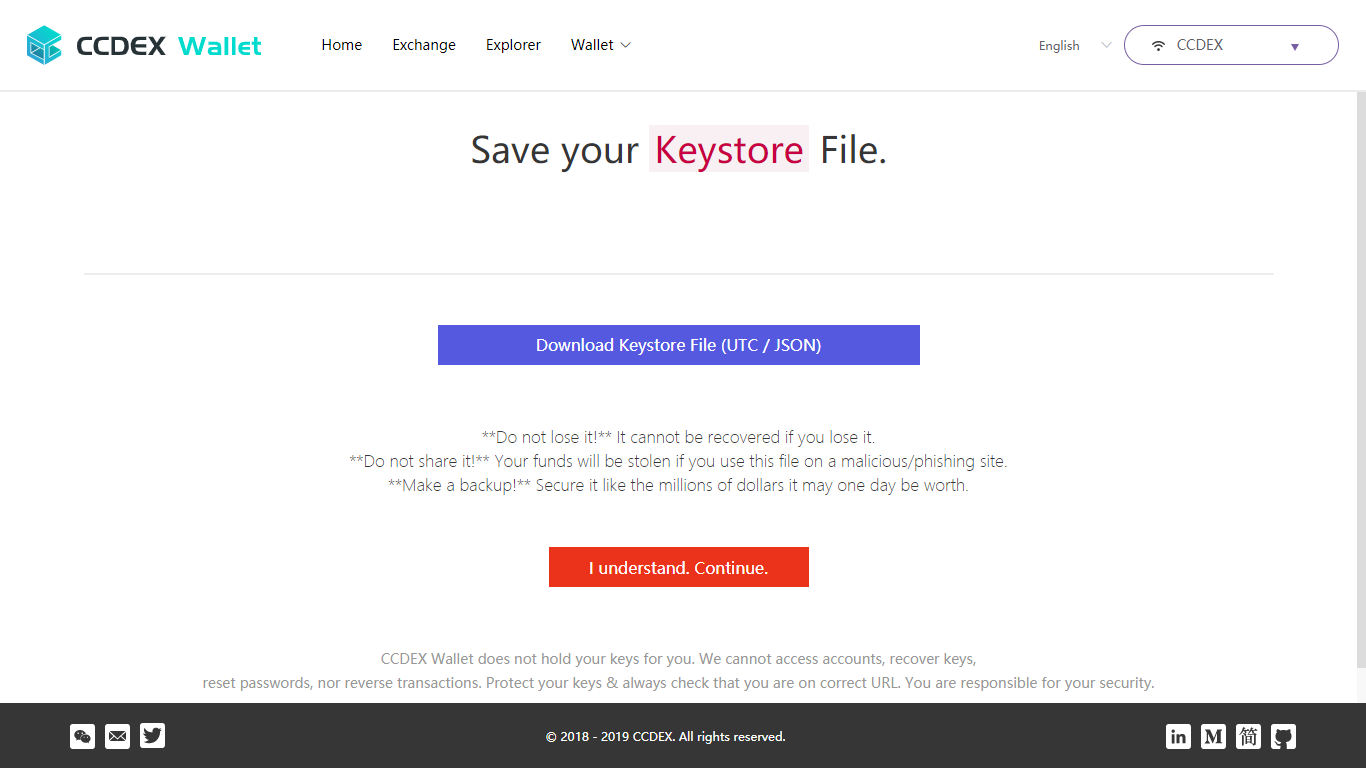 CCDEX Wallet
Home Exchange Explorer Wallet
English
CCDEX
Save your Keystore File.
Download Keystore File (UTC / JSON)
**Do not lose it!** It cannot be recovered if you lose it.
**Do not share it!** Your funds will be stolen if you use this file on a malicious/phishing site.
**Make a backup!** Secure it like the millions of dollars it may one day be worth.
I understand. Continue.
CCDEX Wallet does not hold your keys for you. We cannot access accounts, recover keys,
reset passwords, nor reverse transactions. Protect your keys & always check that you are on correct URL. You are responsible for your security.
© 2018 - 2019 CCDEX. All rights reserved.
in M 简